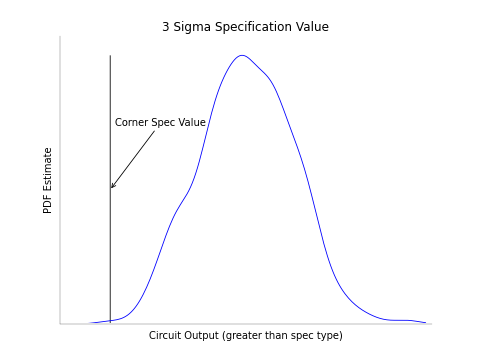 3 Sigma Specification Value
Corner Spec Value
PDF Estimate
Circuit Output (greater than spec type)